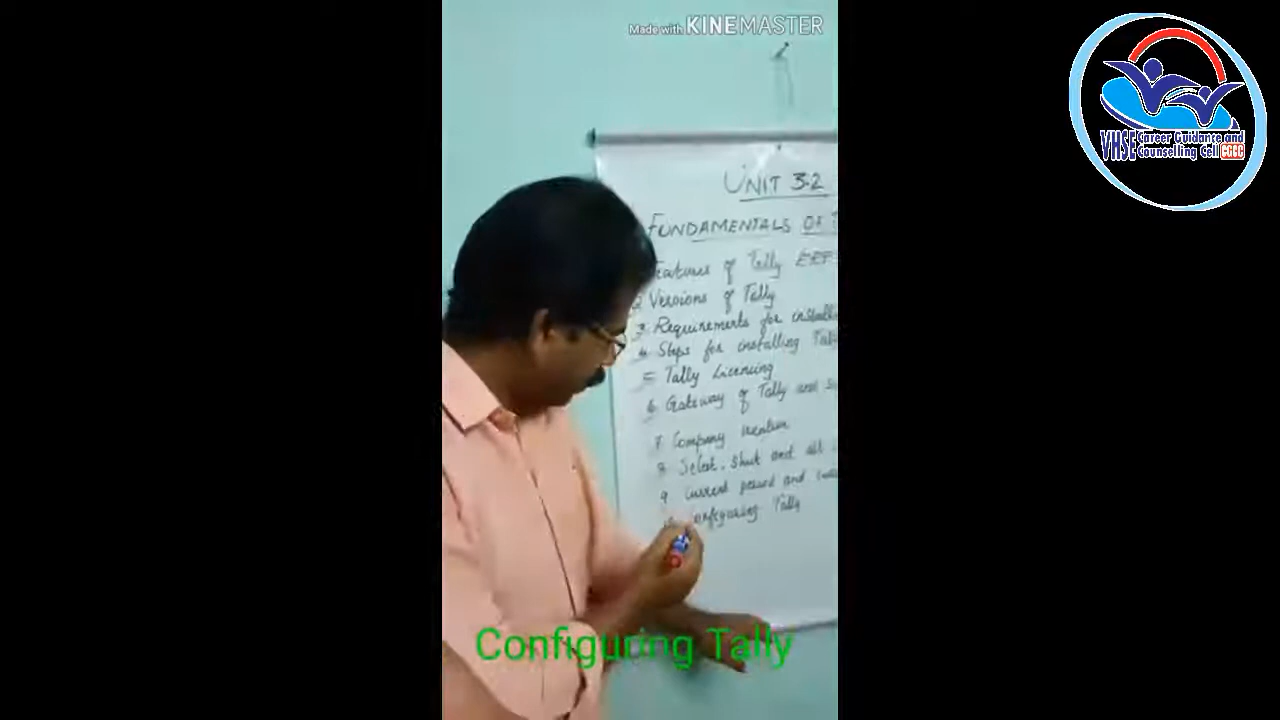 Made with KINEMASTER
VHSE Career Guidance and
Counselling Cell CGCC
UNIT 3.2
FUNDAMENTALS OF
Features of Tally
2 Versions of Tally
3 Requirements for
4 Steps for installing
5 Tally Licencing
6 Gateway of Tally and
7 Company
8 Select, Shut and
9 current period and
Configuring Tally
Configuring Tally